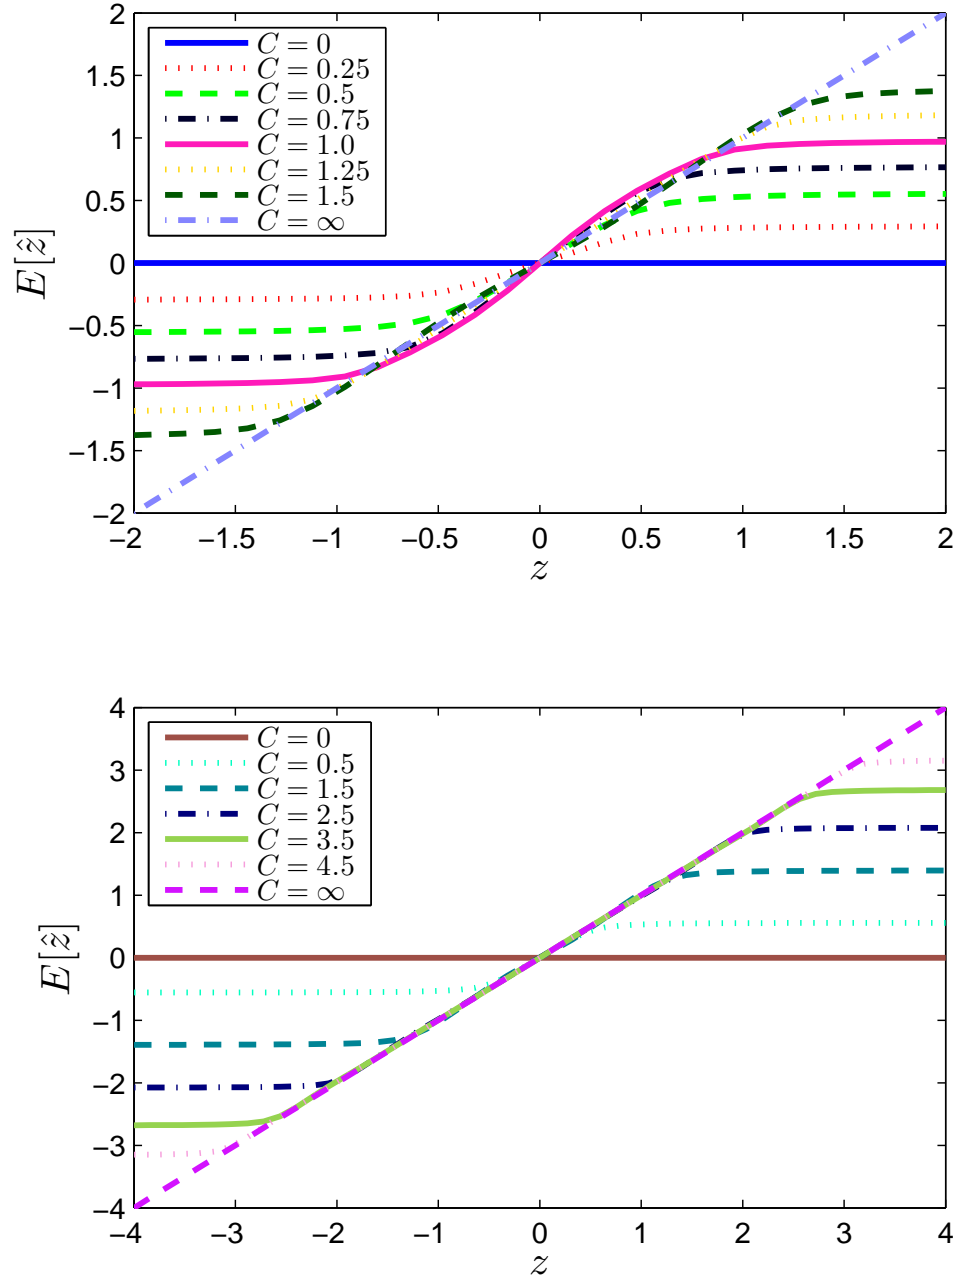 2
1.5
1
0.5
0
−0.5
−1
−1.5
−2
E[ẑ]
C = 0
C = 0.25
C = 0.5
C = 0.75
C = 1.0
C = 1.25
C = 1.5
C = ∞
−2 −1.5 −1 −0.5 0 0.5 1 1.5 2
z
4
3
2
1
0
−1
−2
−3
−4
E[ẑ]
C = 0
C = 0.5
C = 1.5
C = 2.5
C = 3.5
C = 4.5
C = ∞
−4 −3 −2 −1 0 1 2 3 4
z